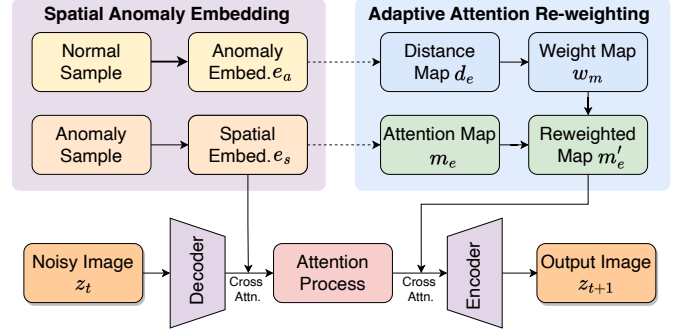 Spatial Anomaly Embedding
Adaptive Attention Re-weighting
Normal
Sample
Anomaly
Embed. e_a
Distance
Map d_e
Weight Map
w_m
Anomaly
Sample
Spatial
Embed. e_s
Attention Map
m_e
Reweighted
Map m'_e
Noisy Image
z_t
Decoder
Cross
Attn.
Attention
Process
Cross
Attn.
Encoder
Output Image
z_{t+1}